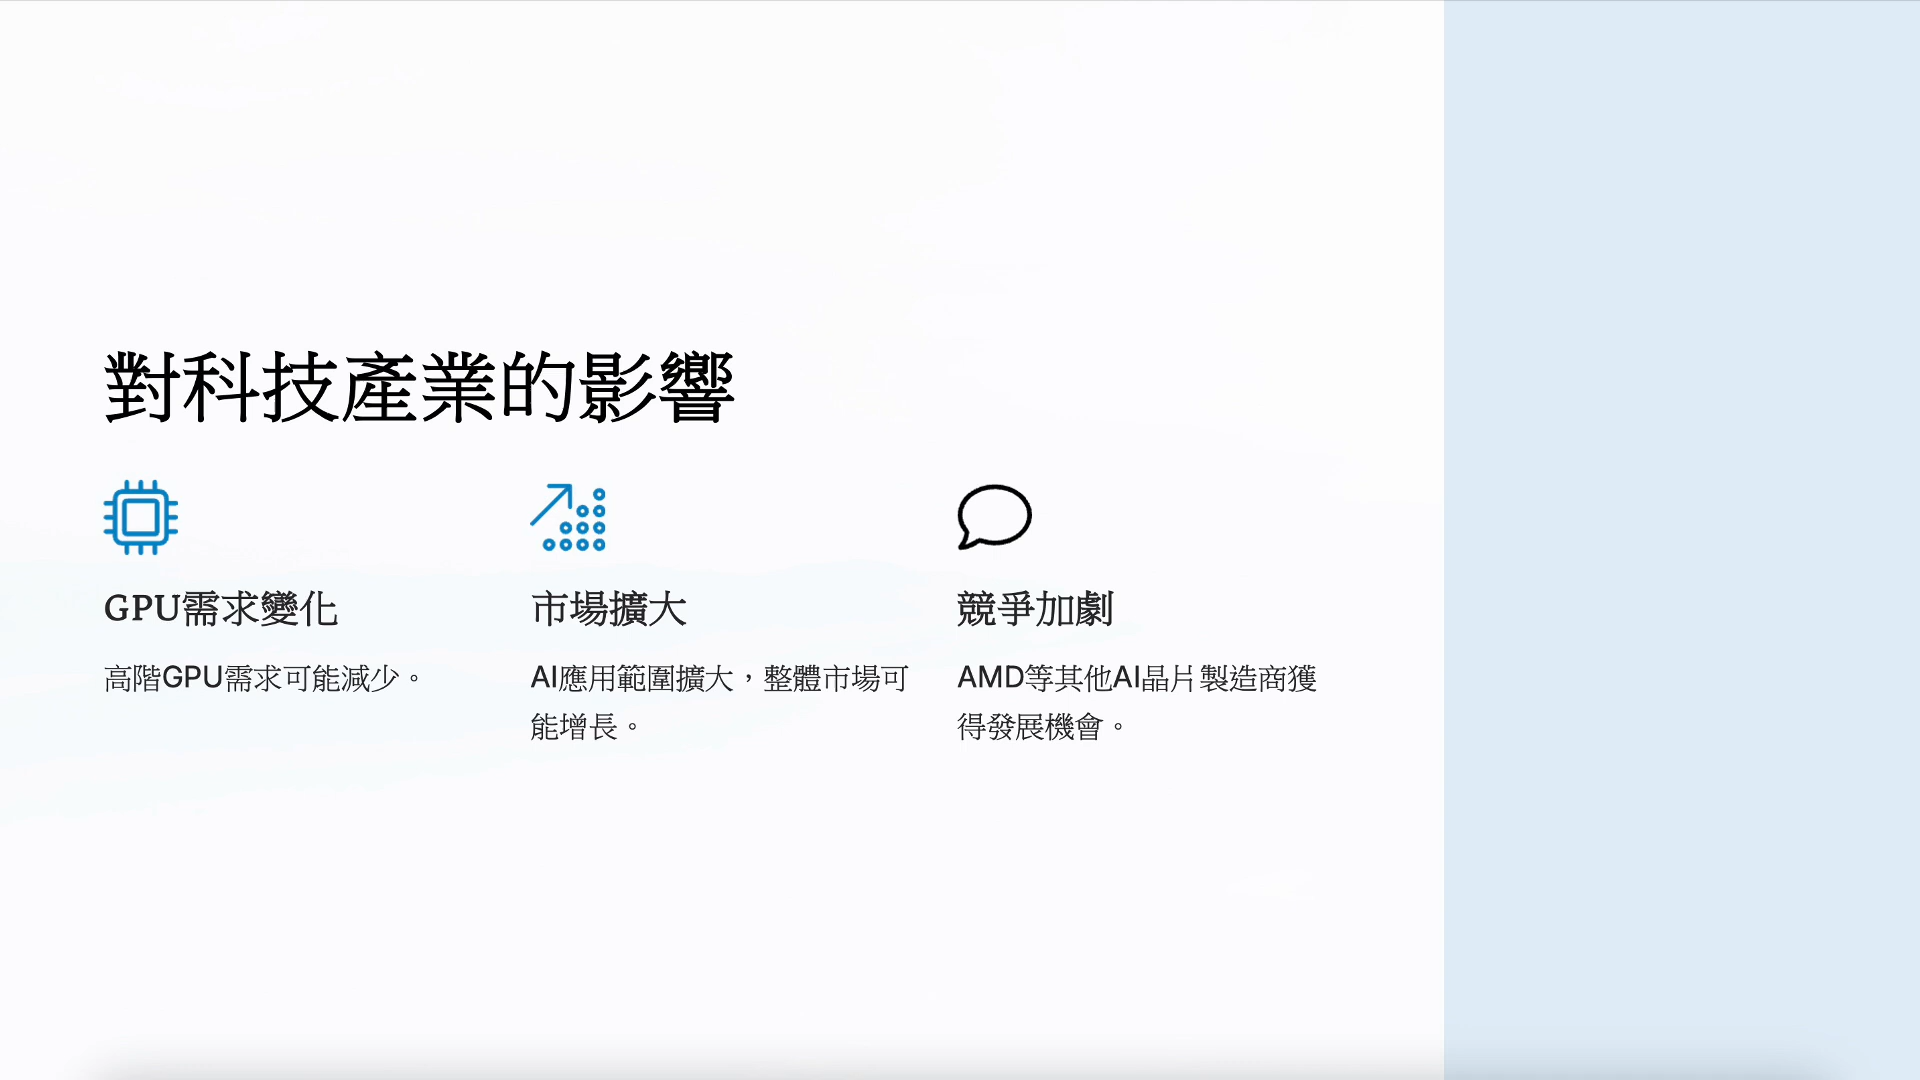 對科技產業的影響
GPU需求變化
高階GPU需求可能減少。
市場擴大
AI應用範圍擴大，整體市場可
能增長。
競爭加劇
AMD等其他AI晶片製造商獲
得發展機會。